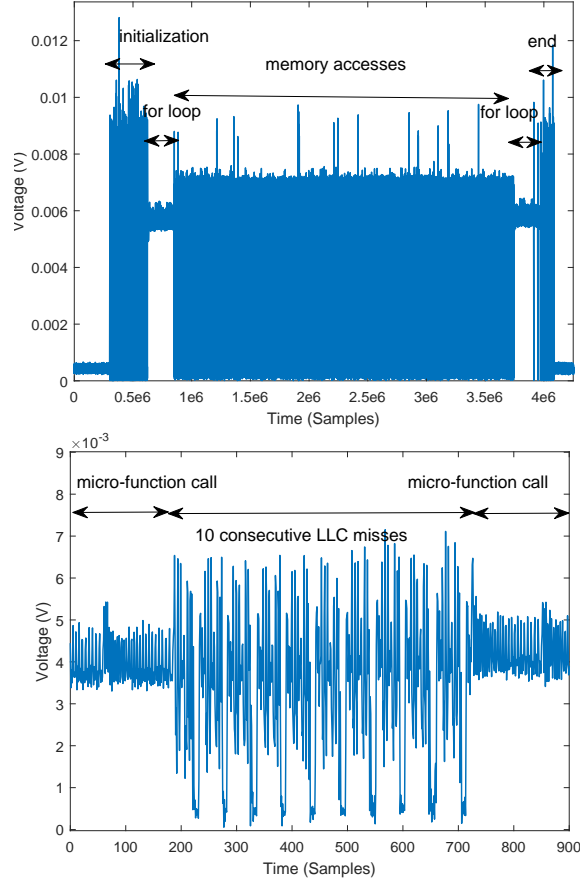 0.012
0.01
0.008
0.006
0.004
0.002
0
Voltage (V)
initialization
for loop
memory accesses
for loop
end
0 0.5e6 1e6 1.5e6 2e6 2.5e6 3e6 3.5e6 4e6
Time (Samples)
×10⁻³
9
8
7
6
5
4
3
2
1
0
Voltage (V)
micro-function call
micro-function call
10 consecutive LLC misses
0 100 200 300 400 500 600 700 800 900
Time (Samples)